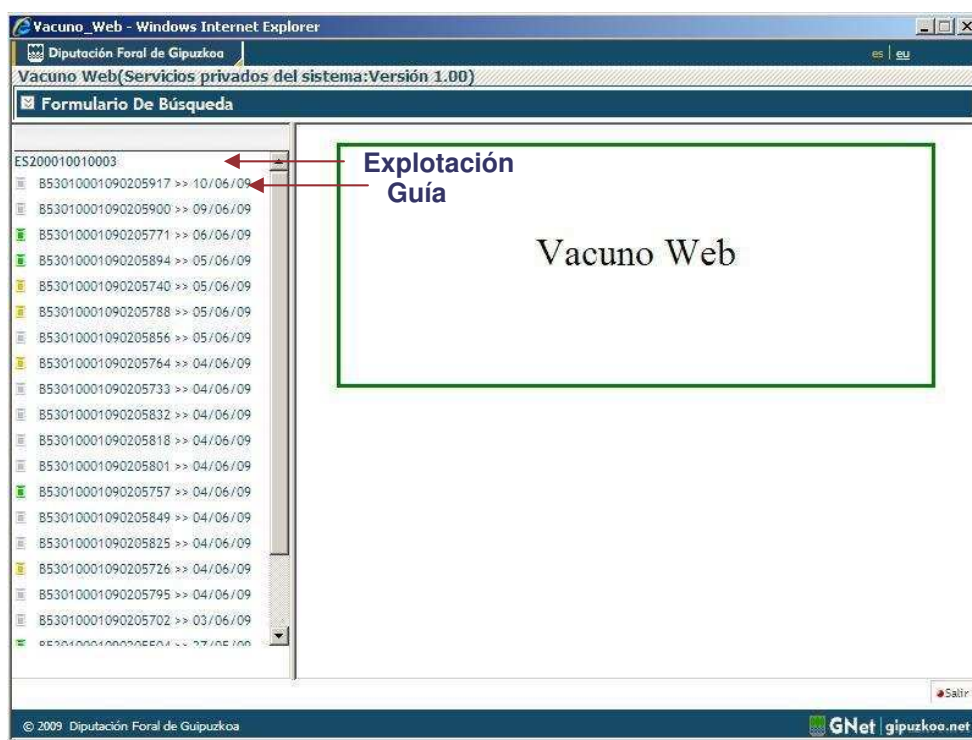 Vacuno_Web - Windows Internet Explorer
Diputación Foral de Gipuzkoa
es | eu
Vacuno Web(Servicios privados del sistema:Versión 1.00)
Formulario De Búsqueda
ES200010010003
Explotación
B53010001090205917 >> 10/06/09
Guía
B53010001090205900 >> 09/06/09
B53010001090205771 >> 06/06/09
B53010001090205894 >> 05/06/09
Vacuno Web
B53010001090205740 >> 05/06/09
B53010001090205788 >> 05/06/09
B53010001090205856 >> 05/06/09
B53010001090205764 >> 04/06/09
B53010001090205733 >> 04/06/09
B53010001090205832 >> 04/06/09
B53010001090205818 >> 04/06/09
B53010001090205801 >> 04/06/09
B53010001090205757 >> 04/06/09
B53010001090205849 >> 04/06/09
B53010001090205825 >> 04/06/09
B53010001090205726 >> 04/06/09
B53010001090205795 >> 04/06/09
B53010001090205702 >> 03/06/09
Salir
© 2009 Diputación Foral de Guipuzkoa
GNet | gipuzkoa.net